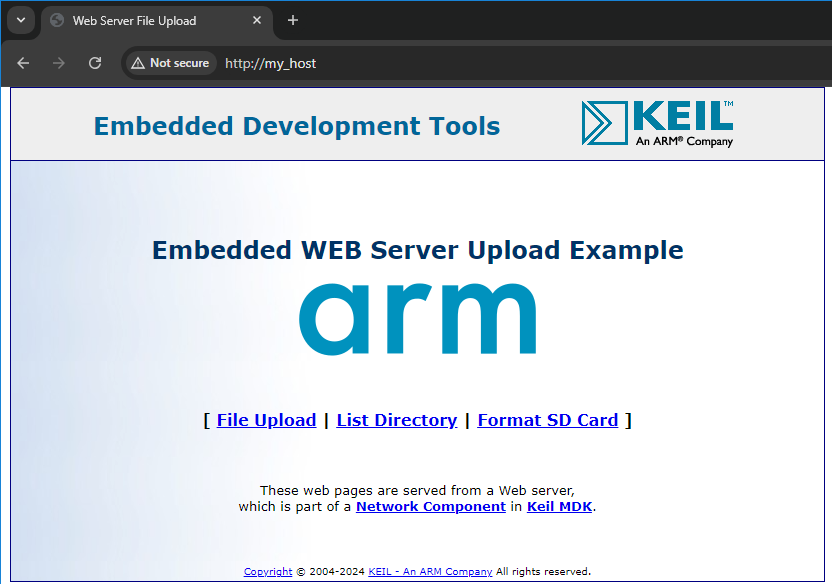 Web Server File Upload
Not secure http://my_host
Embedded Development Tools
KEIL™
An ARM® Company
Embedded WEB Server Upload Example
arm
[ File Upload | List Directory | Format SD Card ]
These web pages are served from a Web server,
which is part of a Network Component in Keil MDK.
Copyright © 2004-2024 KEIL - An ARM Company All rights reserved.